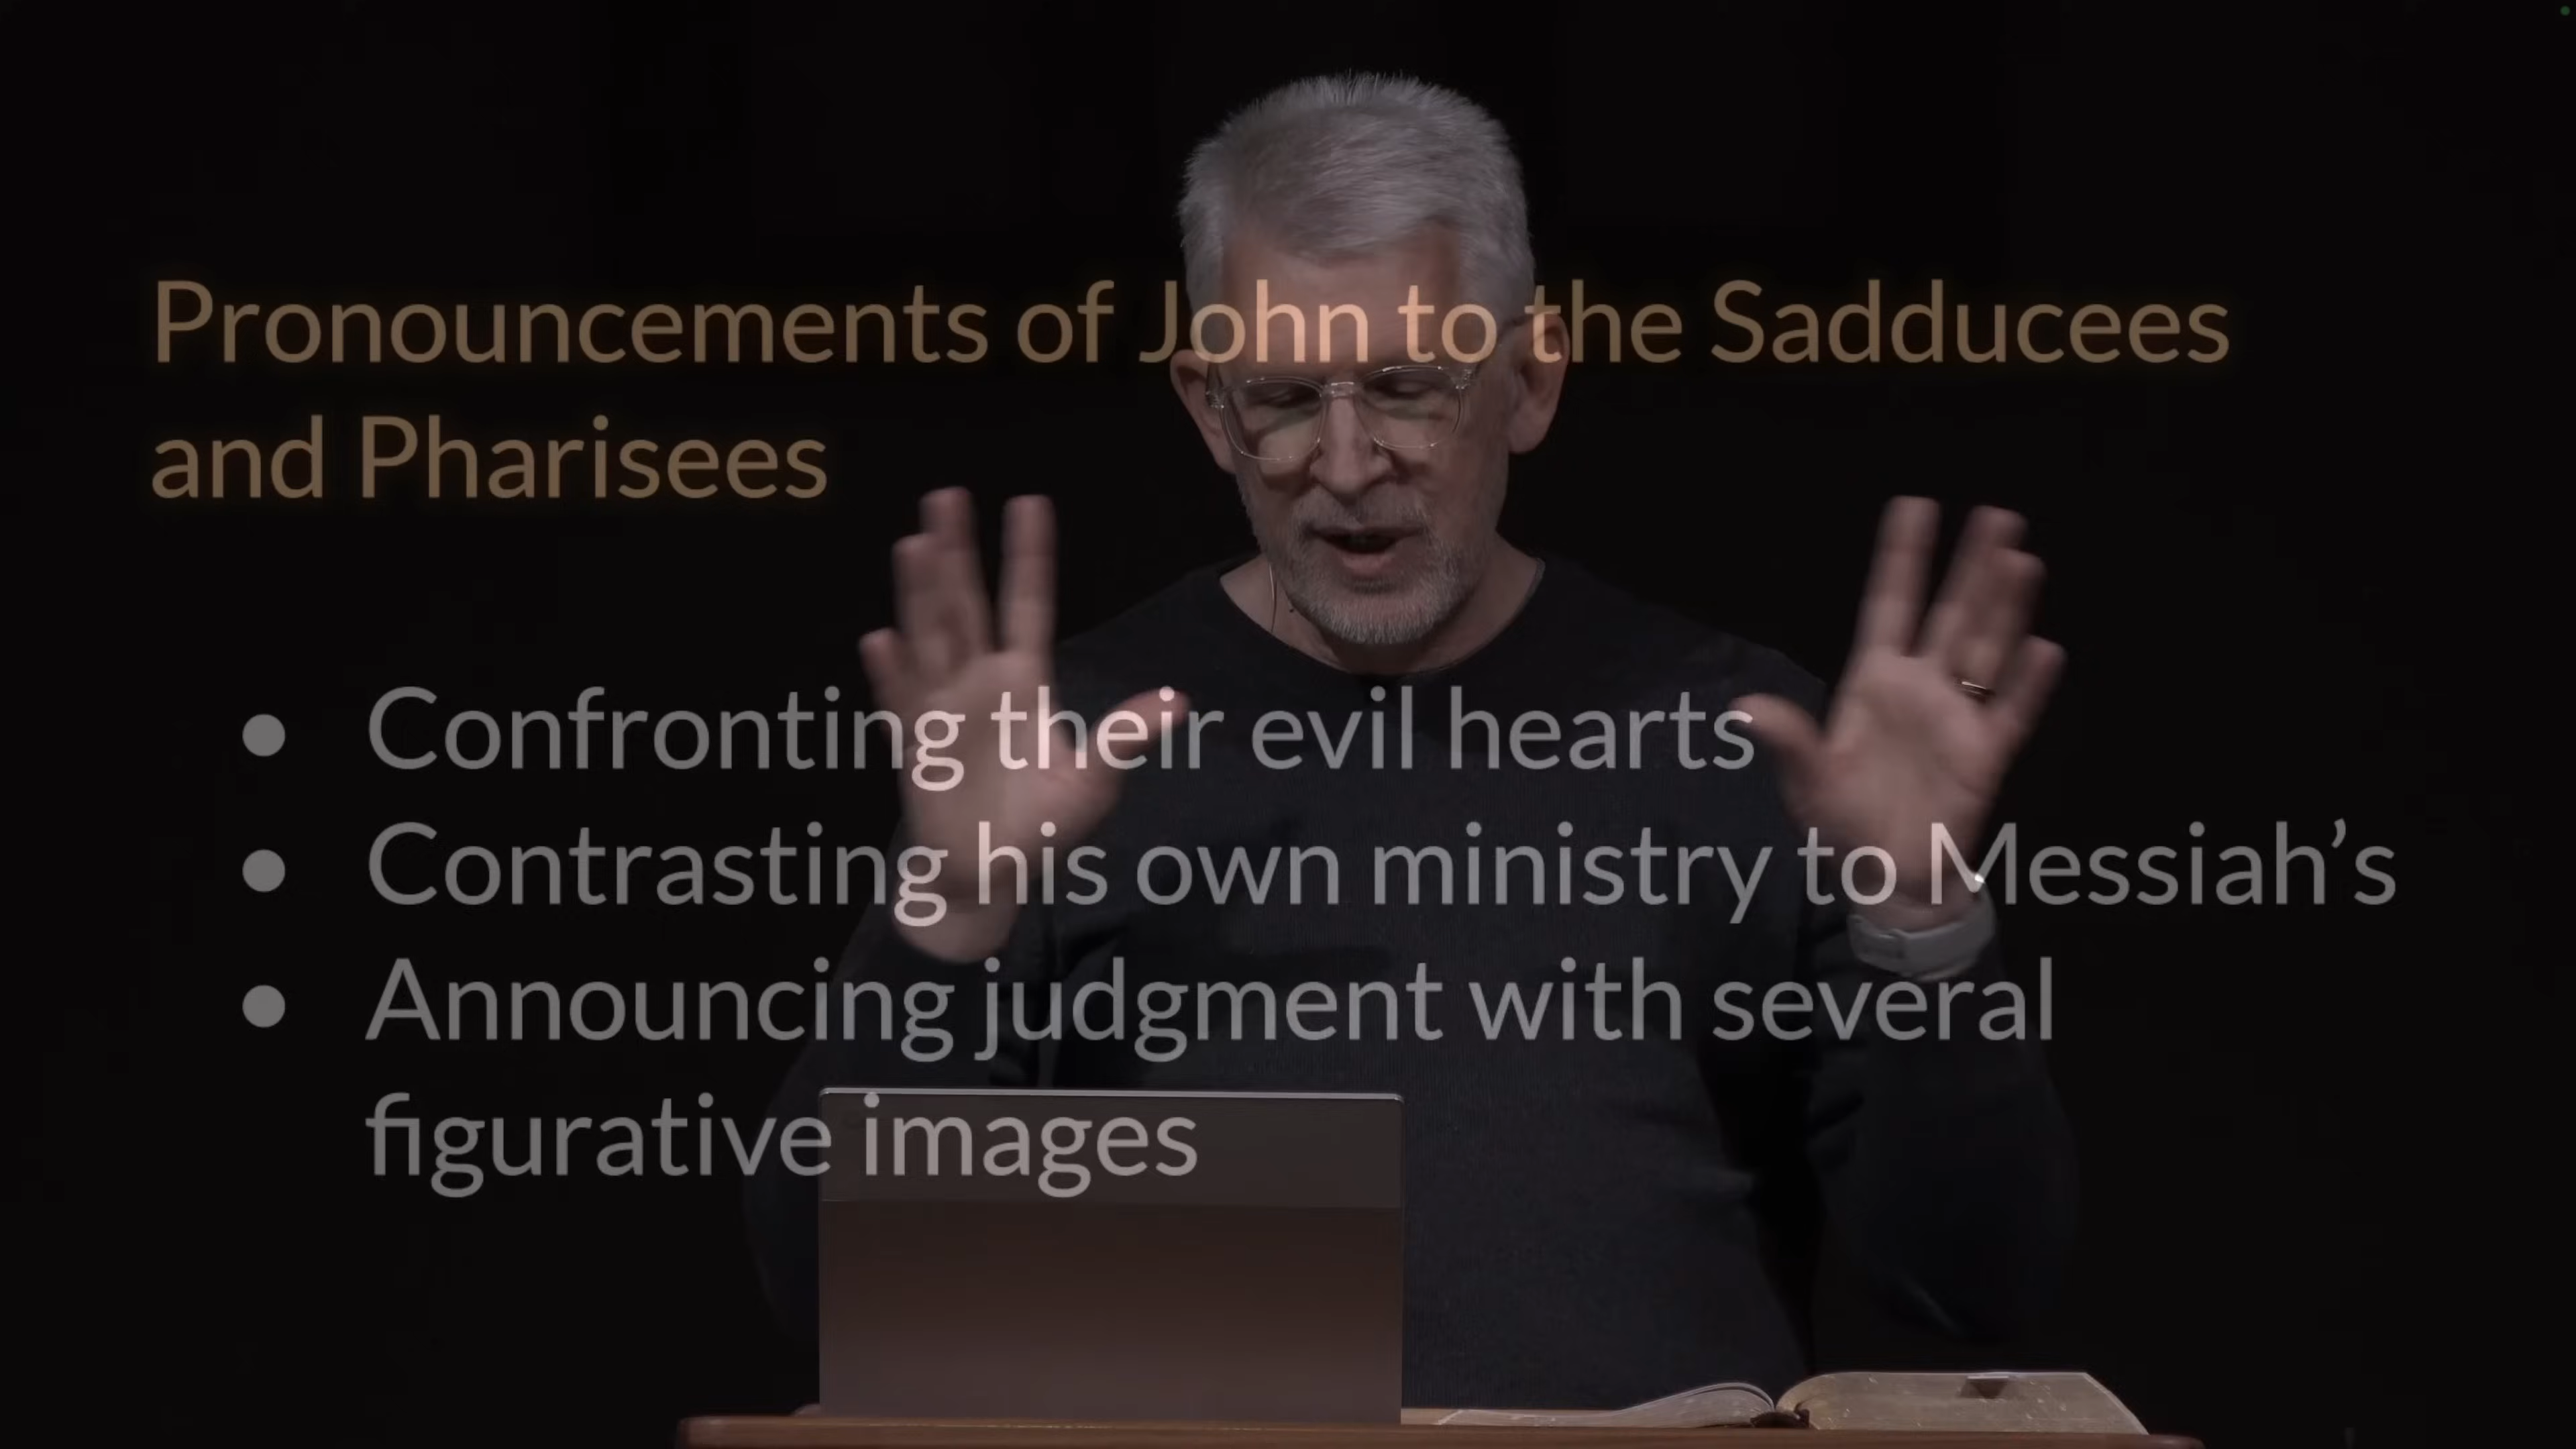 Pronouncements of John to the Sadducees
and Pharisees
● Confronting their evil hearts
● Contrasting his own ministry to Messiah’s
● Announcing judgment with several
figurative images